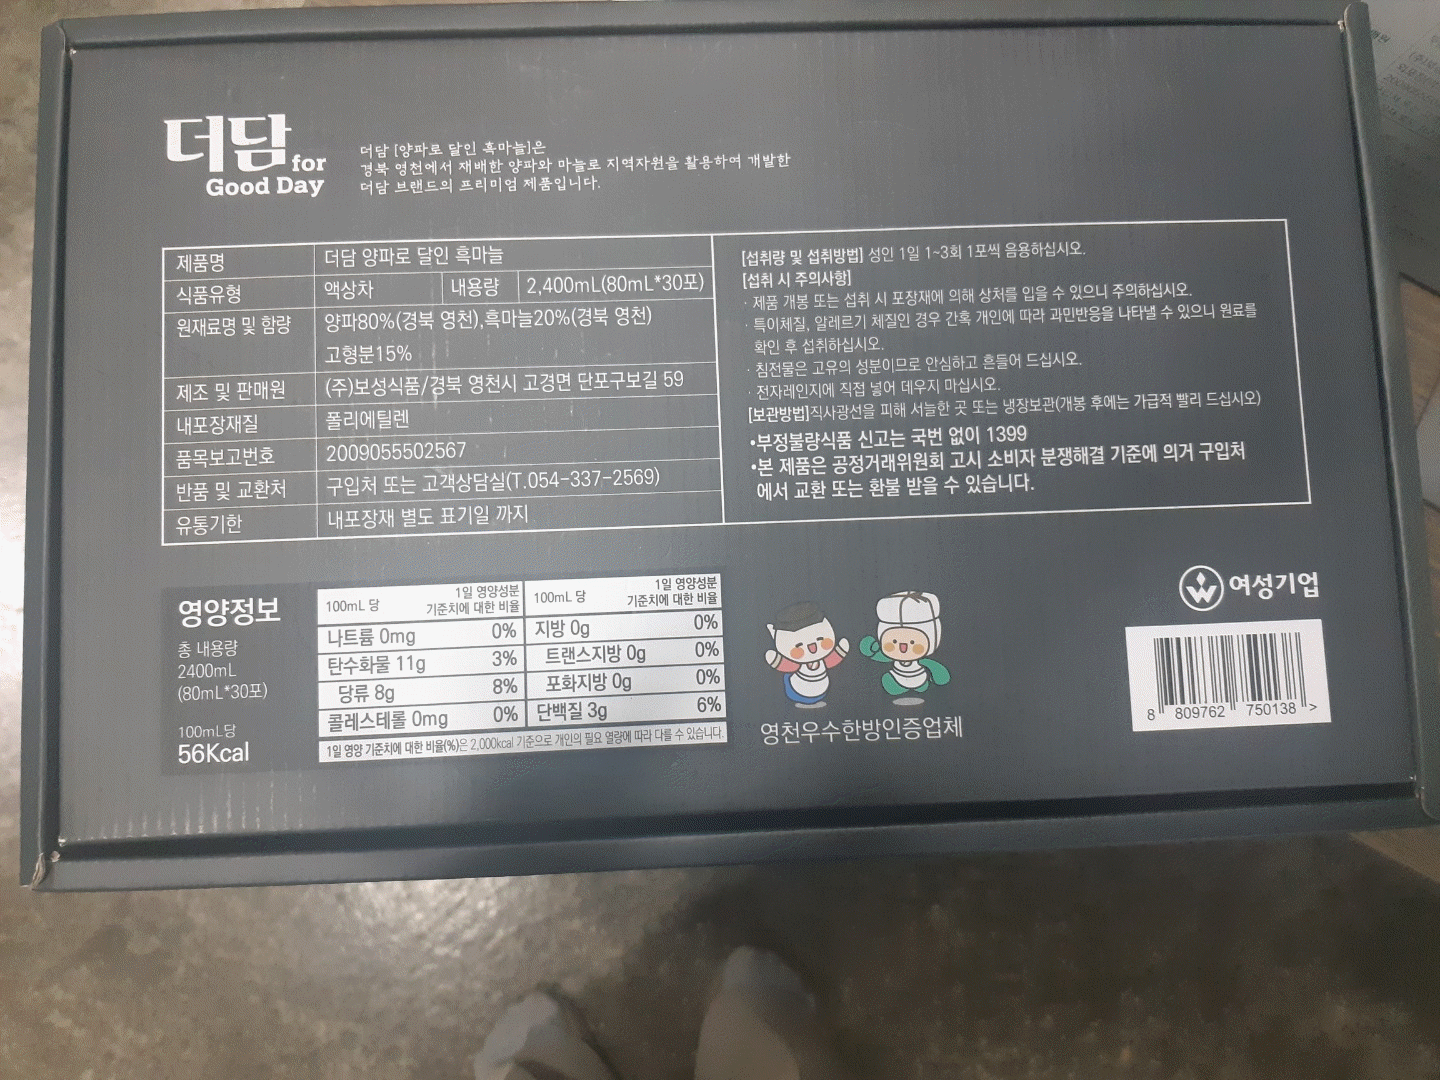 더담 for
Good Day
더담 [양파로 달인 흑마늘]은
경북 영천에서 재배한 양파와 마늘로 지역자원을 활용하여 개발한
더담 브랜드의 프리미엄 제품입니다.
제품명 더담 양파로 달인 흑마늘
식품유형 액상차 내용량 2,400mL(80mL*30포)
원재료명 및 함량 양파80%(경북 영천),흑마늘20%(경북 영천)
고형분15%
제조 및 판매원 (주)보성식품/경북 영천시 고경면 단포구보길 59
내포장재질 폴리에틸렌
품목보고번호 2009055502567
반품 및 교환처 구입처 또는 고객상담실(T.054-337-2569)
유통기한 내포장재 별도 표기일 까지
[섭취량 및 섭취방법] 성인 1일 1~3회 1포씩 음용하십시오.
[섭취 시 주의사항]
· 제품 개봉 또는 섭취 시 포장재에 의해 상처를 입을 수 있으니 주의하십시오.
· 특이체질, 알레르기 체질인 경우 간혹 개인에 따라 과민반응을 나타낼 수 있으니 원료를
확인 후 섭취하십시오.
· 침전물은 고유의 성분이므로 안심하고 흔들어 드십시오.
· 전자레인지에 직접 넣어 데우지 마십시오.
[보관방법]직사광선을 피해 서늘한 곳 또는 냉장보관(개봉 후에는 가급적 빨리 드십시오)
•부정불량식품 신고는 국번 없이 1399
•본 제품은 공정거래위원회 고시 소비자 분쟁해결 기준에 의거 구입처
에서 교환 또는 환불 받을 수 있습니다.
영양정보
총 내용량
2400mL
(80mL*30포)
100mL당
56Kcal
100mL 당 1일 영양성분 기준치에 대한 비율
나트륨 0mg 0%
탄수화물 11g 3%
당류 8g 8%
콜레스테롤 0mg 0%
100mL 당 1일 영양성분 기준치에 대한 비율
지방 0g 0%
트랜스지방 0g 0%
포화지방 0g 0%
단백질 3g 6%
1일 영양 기준치에 대한 비율(%)은 2,000kcal 기준으로 개인의 필요 열량에 따라 다를 수 있습니다.
영천우수한방인증업체
여성기업
8 809762 750138 >